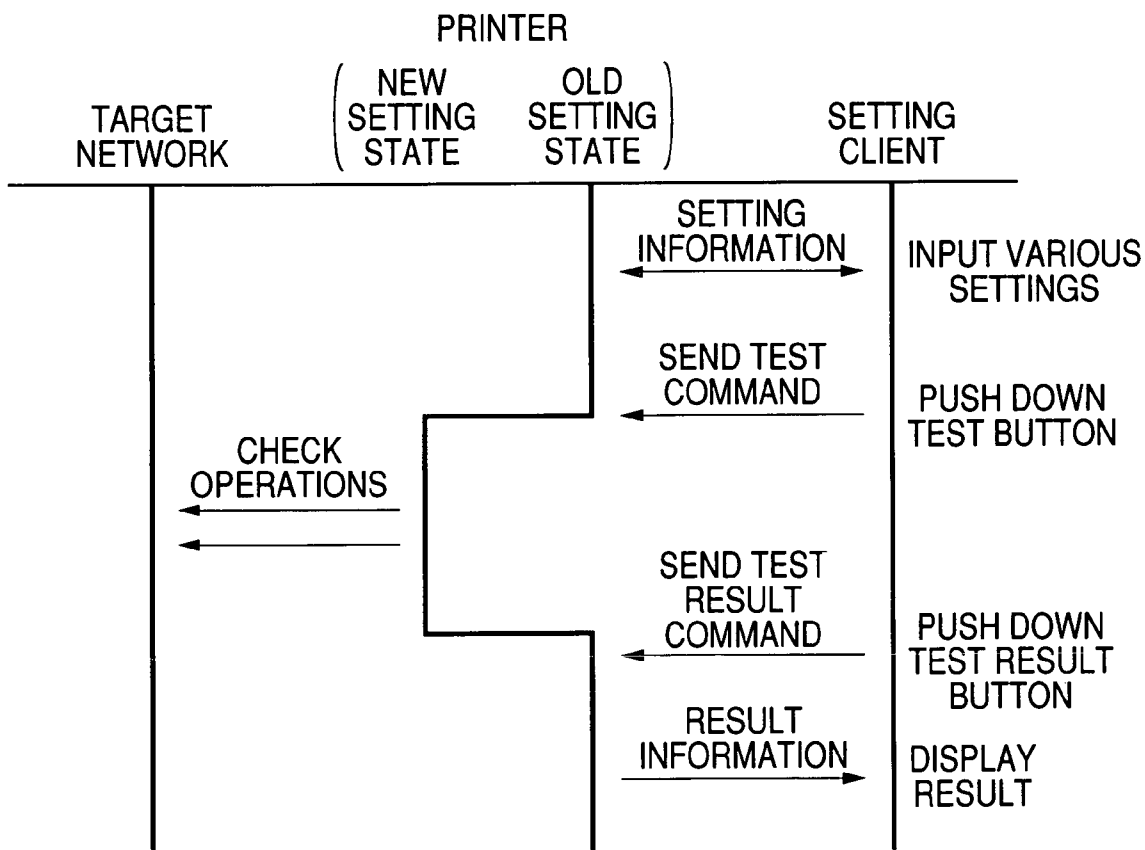 PRINTER
TARGET
NETWORK
NEW
SETTING
STATE
OLD
SETTING
STATE
SETTING
CLIENT
SETTING
INFORMATION
INPUT VARIOUS
SETTINGS
SEND TEST
COMMAND
PUSH DOWN
TEST BUTTON
CHECK
OPERATIONS
SEND TEST
RESULT
COMMAND
PUSH DOWN
TEST RESULT
BUTTON
RESULT
INFORMATION
DISPLAY
RESULT